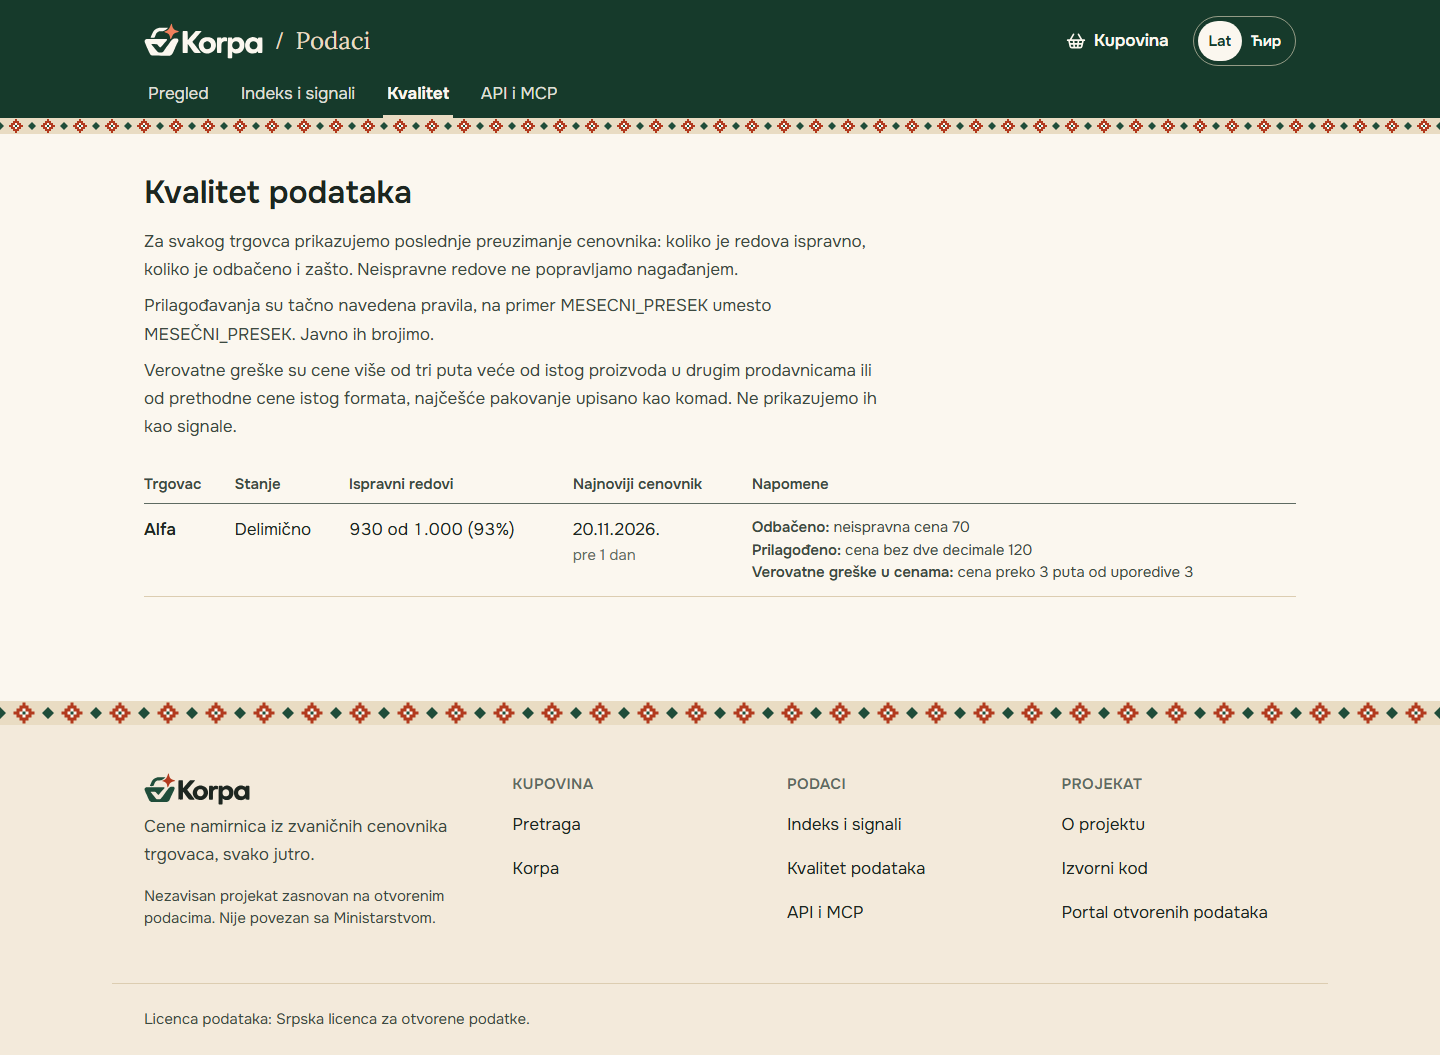 Korpa / Podaci
Kupovina
Lat Ћир
Pregled Indeks i signali Kvalitet API i MCP
Kvalitet podataka
Za svakog trgovca prikazujemo poslednje preuzimanje cenovnika: koliko je redova ispravno,
koliko je odbačeno i zašto. Neispravne redove ne popravljamo nagađanjem.
Prilagođavanja su tačno navedena pravila, na primer MESECNI_PRESEK umesto
MESEČNI_PRESEK. Javno ih brojimo.
Verovatne greške su cene više od tri puta veće od istog proizvoda u drugim prodavnicama ili
od prethodne cene istog formata, najčešće pakovanje upisano kao komad. Ne prikazujemo ih
kao signale.
Trgovac Stanje Ispravni redovi Najnoviji cenovnik Napomene
Alfa Delimično 930 od 1.000 (93%) 20.11.2026.
pre 1 dan
Odbačeno: neispravna cena 70
Prilagođeno: cena bez dve decimale 120
Verovatne greške u cenama: cena preko 3 puta od uporedive 3
Korpa
Cene namirnica iz zvaničnih cenovnika
trgovaca, svako jutro.
Nezavisan projekat zasnovan na otvorenim
podacima. Nije povezan sa Ministarstvom.
KUPOVINA
Pretraga
Korpa
PODACI
Indeks i signali
Kvalitet podataka
API i MCP
PROJEKAT
O projektu
Izvorni kod
Portal otvorenih podataka
Licenca podataka: Srpska licenca za otvorene podatke.